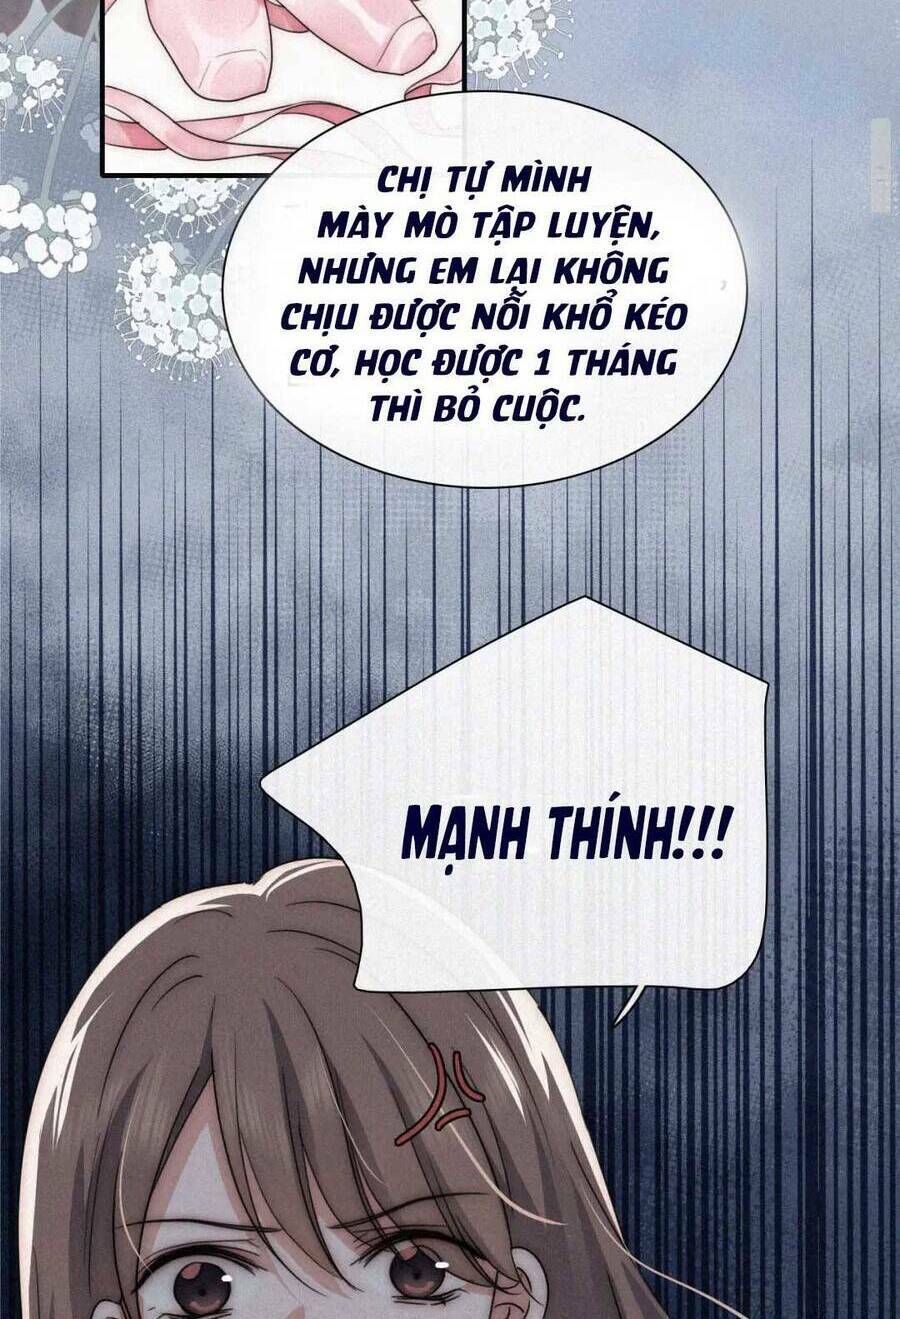 CHỊ TỰ MÌNH
MÀY MÒ TẬP LUYỆN,
NHƯNG EM LẠI KHÔNG
CHỊU ĐƯỢC NỖI KHỔ KÉO
CƠ, HỌC ĐƯỢC 1 THÁNG
THÌ BỎ CUỘC.
MẠNH THÍNH!!!